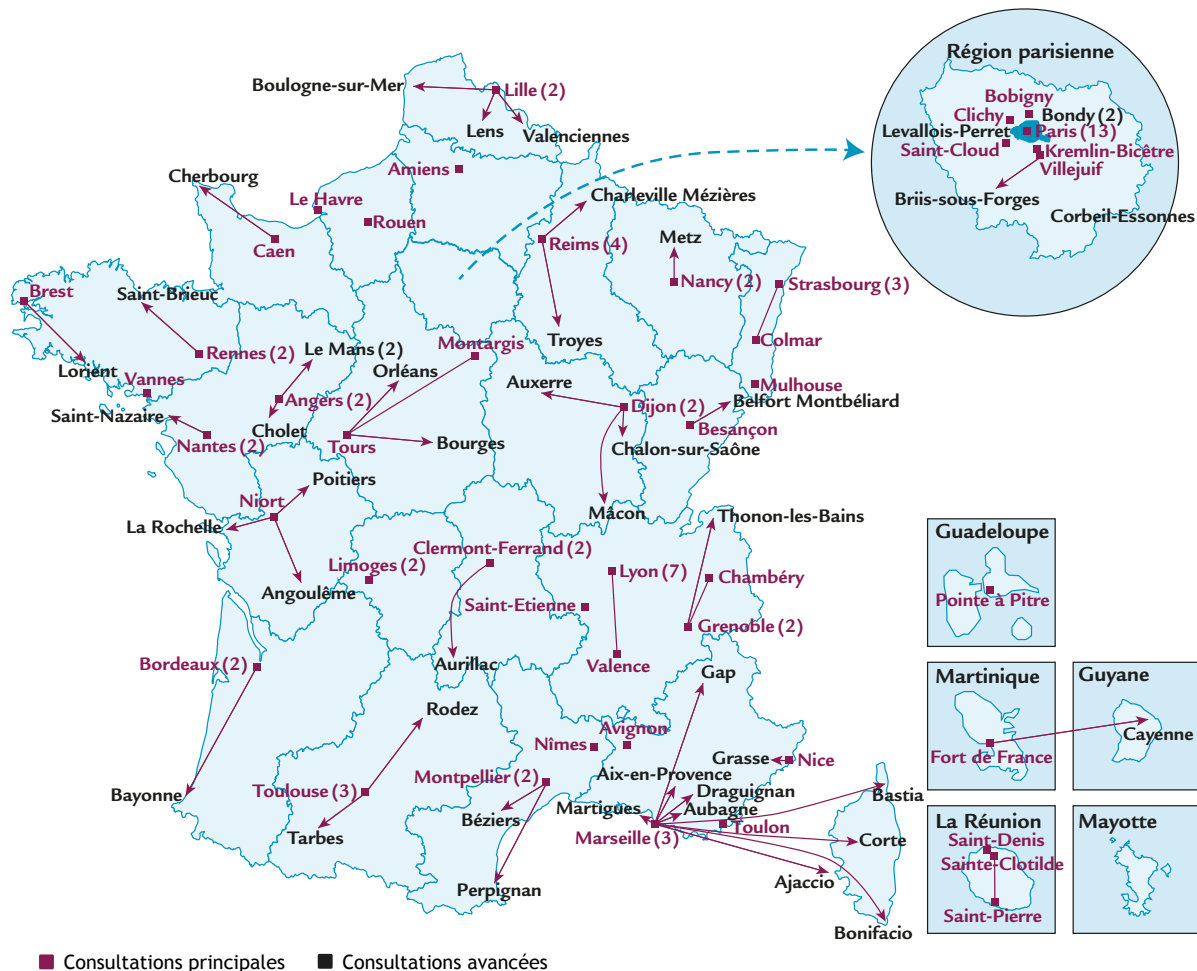 Région parisienne
Bobigny
Clichy
Bondy (2)
Levallois-Perret
Paris (13)
Saint-Cloud
Kremlin-Bicêtre
Villejuif
Briis-sous-Forges
Corbeil-Essonnes
Boulogne-sur-Mer
Lille (2)
Lens
Valenciennes
Amiens
Cherbourg
Le Havre
Rouen
Caen
Charleville Mézières
Reims (4)
Metz
Nancy (2)
Strasbourg (3)
Troyes
Colmar
Mulhouse
Belfort Montbéliard
Brest
Saint-Brieuc
Rennes (2)
Lorient
Vannes
Le Mans (2)
Montargis
Orléans
Angers (2)
Saint-Nazaire
Cholet
Nantes (2)
Tours
Bourges
Auxerre
Dijon (2)
Besançon
Chalon-sur-Saône
Mâcon
Poitiers
Niort
La Rochelle
Angoulême
Limoges (2)
Clermont-Ferrand (2)
Thonon-les-Bains
Lyon (7)
Chambéry
Saint-Etienne
Grenoble (2)
Valence
Aurillac
Bordeaux (2)
Bayonne
Rodez
Toulouse (3)
Tarbes
Gap
Avignon
Nîmes
Grasse
Nice
Aix-en-Provence
Montpellier (2)
Draguignan
Béziers
Martigues
Aubagne
Marseille (3)
Toulon
Perpignan
Bastia
Corte
Ajaccio
Bonifacio
Guadeloupe
Pointe à Pitre
Martinique
Fort de France
Guyane
Cayenne
La Réunion
Saint-Denis
Sainte-Clotilde
Saint-Pierre
Mayotte
Consultations principales
Consultations avancées